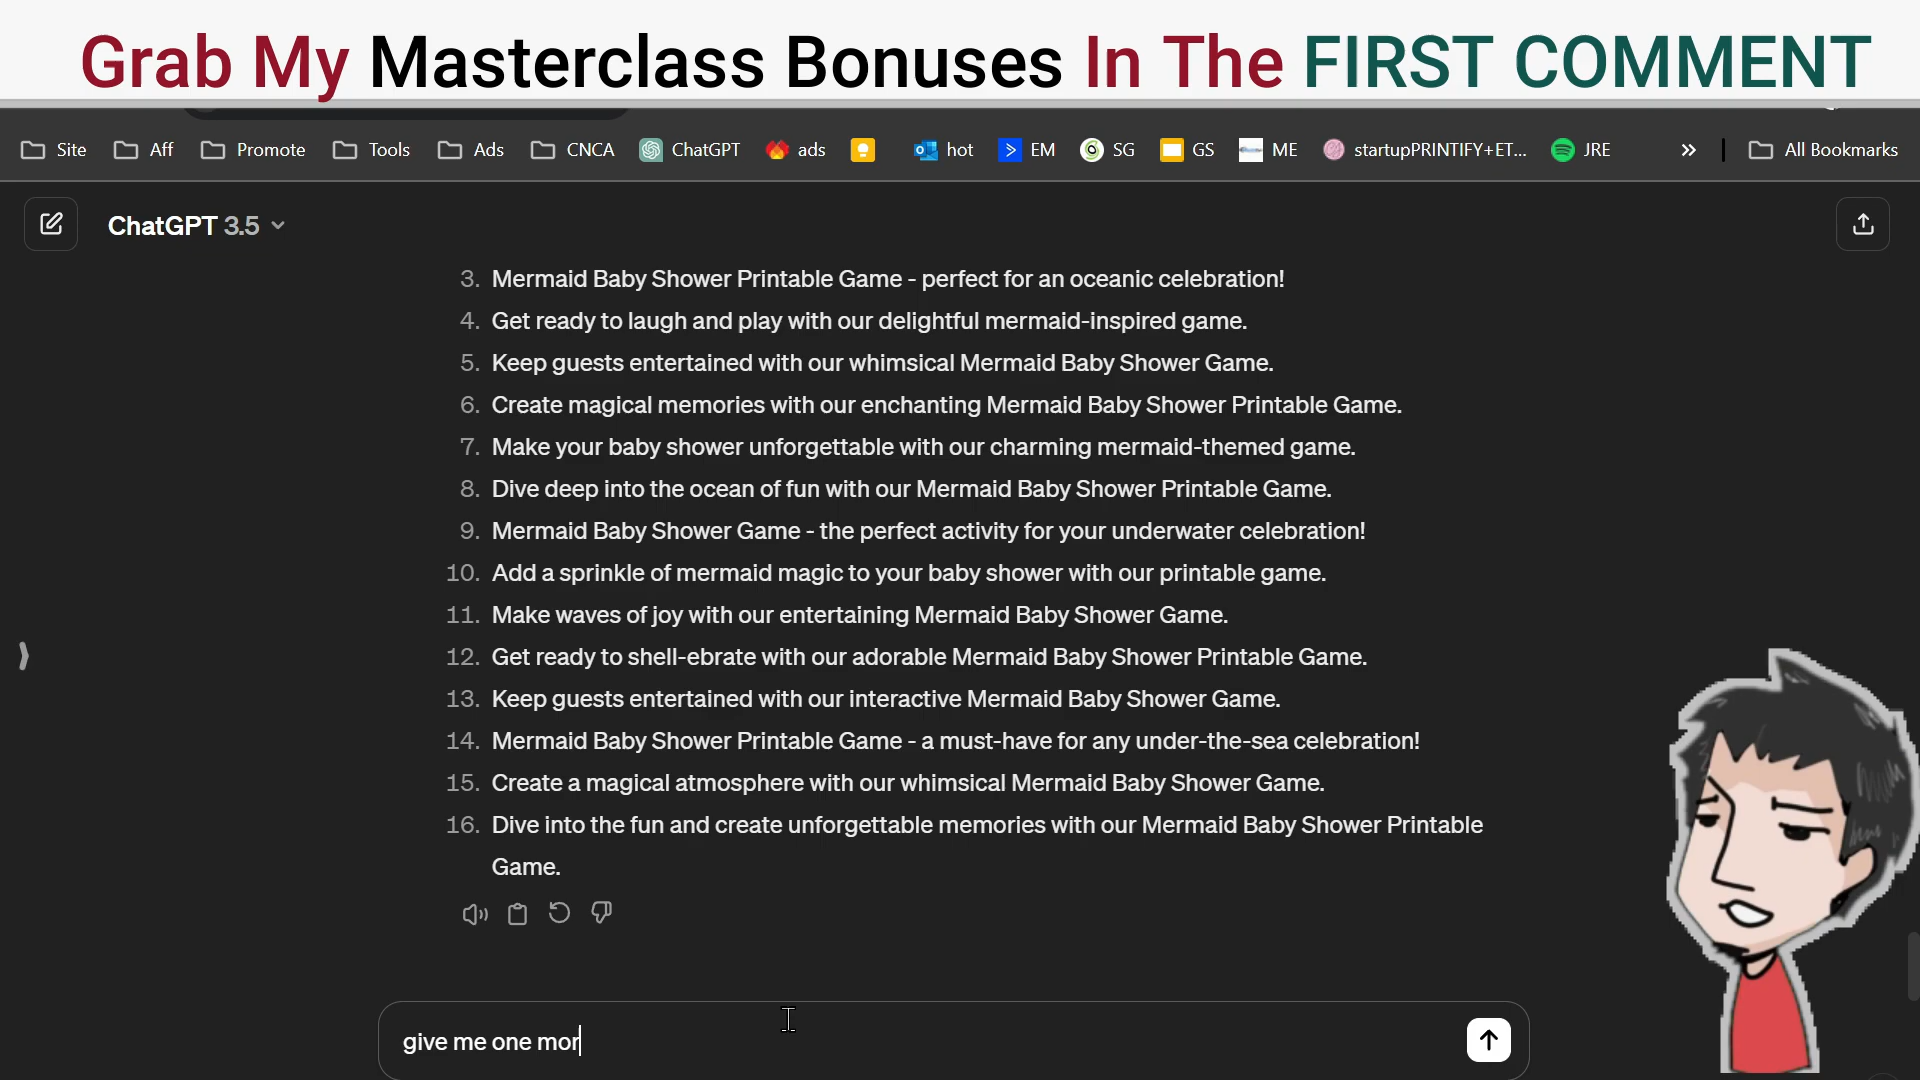 Grab My Masterclass Bonuses In The FIRST COMMENT
Site Aff Promote Tools Ads CNCA ChatGPT ads hot EM SG GS ME startupPRINTIFY+ET... JRE » All Bookmarks
ChatGPT 3.5
3. Mermaid Baby Shower Printable Game - perfect for an oceanic celebration!
4. Get ready to laugh and play with our delightful mermaid-inspired game.
5. Keep guests entertained with our whimsical Mermaid Baby Shower Game.
6. Create magical memories with our enchanting Mermaid Baby Shower Printable Game.
7. Make your baby shower unforgettable with our charming mermaid-themed game.
8. Dive deep into the ocean of fun with our Mermaid Baby Shower Printable Game.
9. Mermaid Baby Shower Game - the perfect activity for your underwater celebration!
10. Add a sprinkle of mermaid magic to your baby shower with our printable game.
11. Make waves of joy with our entertaining Mermaid Baby Shower Game.
12. Get ready to shell-ebrate with our adorable Mermaid Baby Shower Printable Game.
13. Keep guests entertained with our interactive Mermaid Baby Shower Game.
14. Mermaid Baby Shower Printable Game - a must-have for any under-the-sea celebration!
15. Create a magical atmosphere with our whimsical Mermaid Baby Shower Game.
16. Dive into the fun and create unforgettable memories with our Mermaid Baby Shower Printable
Game.
give me one mor